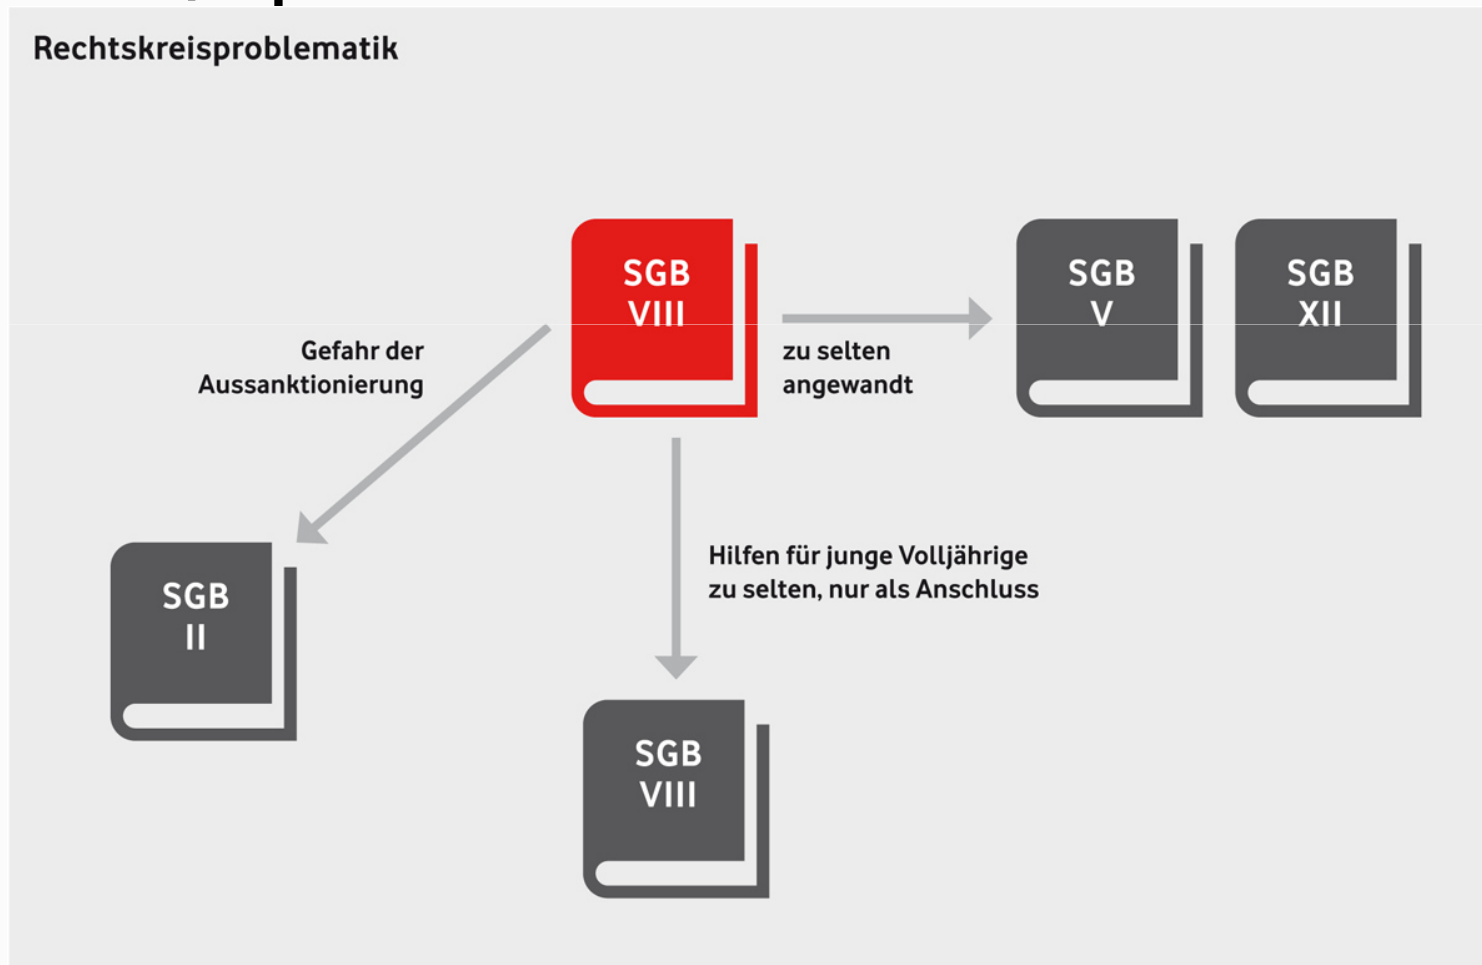 Rechtskreisproblematik
SGB
VIII
SGB
V
SGB
XII
Gefahr der
Aussanktionierung
zu selten
angewandt
Hilfen für junge Volljährige
zu selten, nur als Anschluss
SGB
II
SGB
VIII